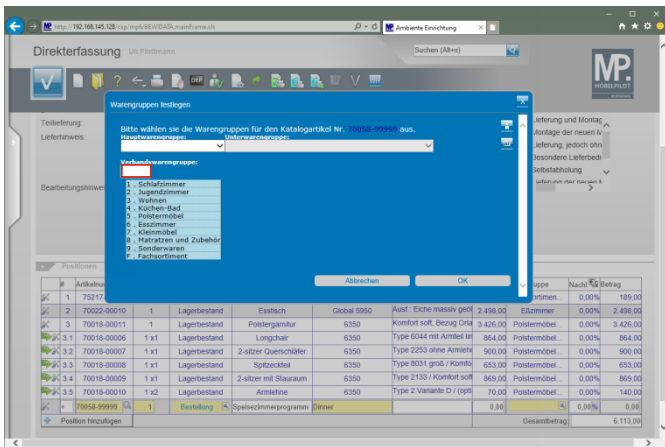 http://192.168.145.128/csp/mpli/BEWIDATA.mainFrame.cls
Ambiente Einrichtung
Direkterfassung Uli Flottmann
Suchen (Alt+s)
MP.
MÖBELPILOT
Warengruppen festlegen
Teillieferung:
Lieferhinweis:
Bearbeitungshinwei
Bitte wählen sie die Warengruppen für den Katalogartikel Nr. 70058-99999 aus.
Hauptwarengruppe: Unterwarengruppe:
Verbandswarengruppe:
1 . Schlafzimmer
2 . Jugendzimmer
3 . Wohnen
4 . Küchen-Bad
5 . Polstermöbel
6 . Esszimmer
7 . Kleinmöbel
8 . Matratzen und Zubehör
9 . Sonderwaren
F . Fachsortiment
Abbrechen OK
Lieferung und Montag
Montage der neuen M
Lieferung, jedoch ohn
Besondere Lieferbedi
Selbstabholung
Lieferung der neuen M
Positionen
# Artikelnu uppe Nachl Betrag
1 75217- rtimen... 0,00% 189,00
2 70022-00010 1 Lagerbestand Esstisch Global 5950 Ausf.: Eiche massiv geöl 2.498,00 Eßzimmer 0,00% 2.498,00
3 70018-00011 1 Lagerbestand Polstergarnitur 6350 Komfort soft, Bezug Orla 3.426,00 Polstermöbel... 0,00% 3.426,00
3.1 70018-00006 1 x1 Lagerbestand Longchair 6350 Type 6044 mit Armteil lin 864,00 Polstermöbel... 0,00% 864,00
3.2 70018-00007 1 x1 Lagerbestand 2-sitzer Querschläfer 6350 Type 2253 ohne Armlehn 900,00 Polstermöbel... 0,00% 900,00
3.3 70018-00008 1 x1 Lagerbestand Spitzeckteil 6350 Type 8031 groß / Komfo 653,00 Polstermöbel... 0,00% 653,00
3.4 70018-00009 1 x1 Lagerbestand 2-sitzer mit Stauraum 6350 Type 2133 / Komfort soft 869,00 Polstermöbel... 0,00% 869,00
3.5 70018-00010 1 x2 Lagerbestand Armlehne 6350 Type 2 Variante D / (opti 70,00 Polstermöbel... 0,00% 140,00
+ 70058-99999 1 Bestellung Speisezimmerprogramm Dinner 0,00 0,00% 0,00
Position hinzufügen Gesamtbetrag: 6.113,00